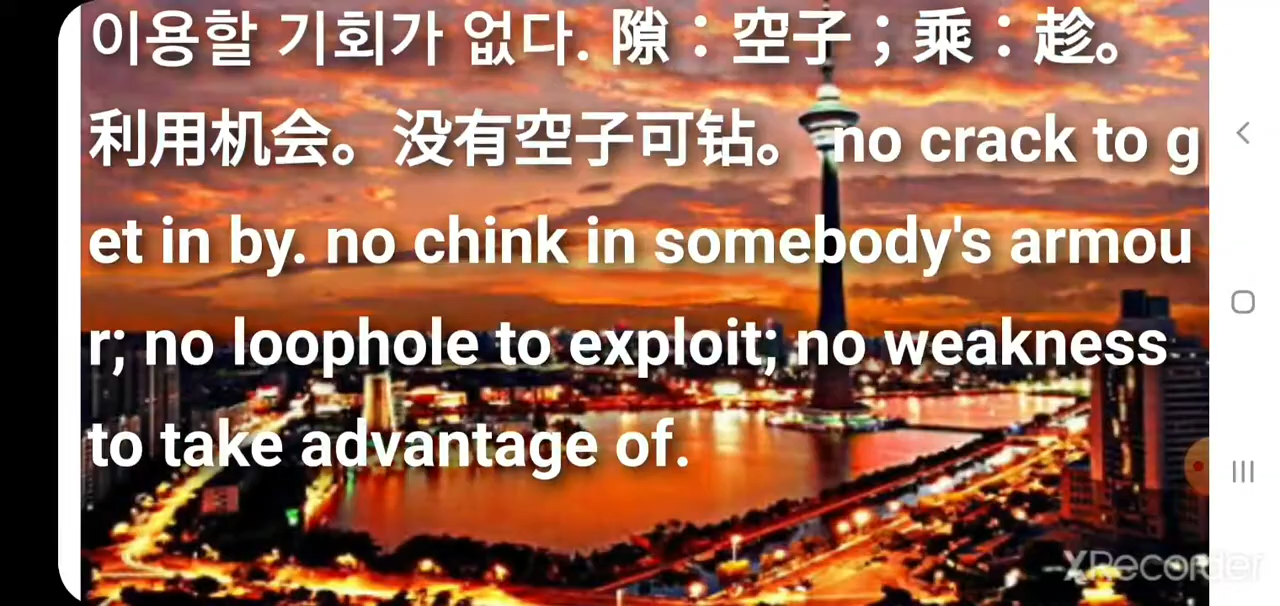 이용할 기회가 없다. 隙：空子；乘：趁。
利用机会。没有空子可钻。 no crack to g
et in by. no chink in somebody's armou
r; no loophole to exploit; no weakness
to take advantage of.
XRecorder